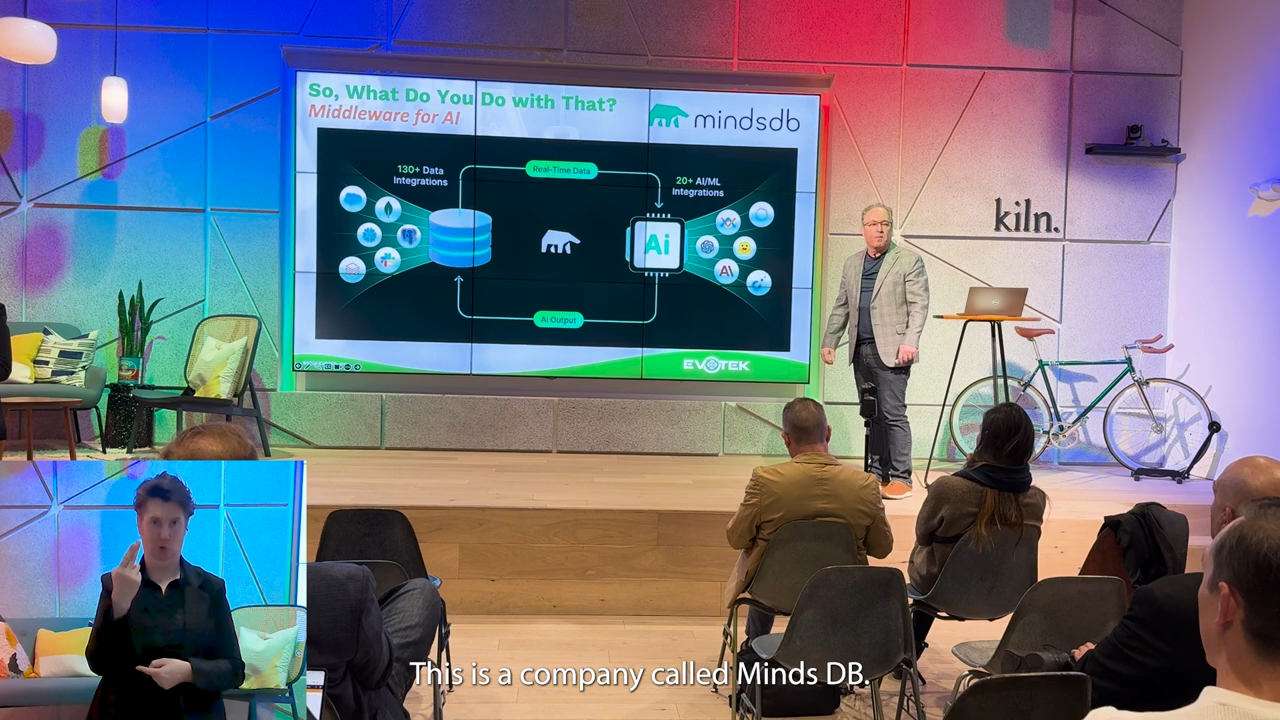 So, What Do You Do with That?
Middleware for AI
mindsdb
130+ Data
Integrations
Real-Time Data
20+ AI/ML
Integrations
Ai
AI
Ai Output
EVOTEK
kiln.
This is a company called Minds DB.